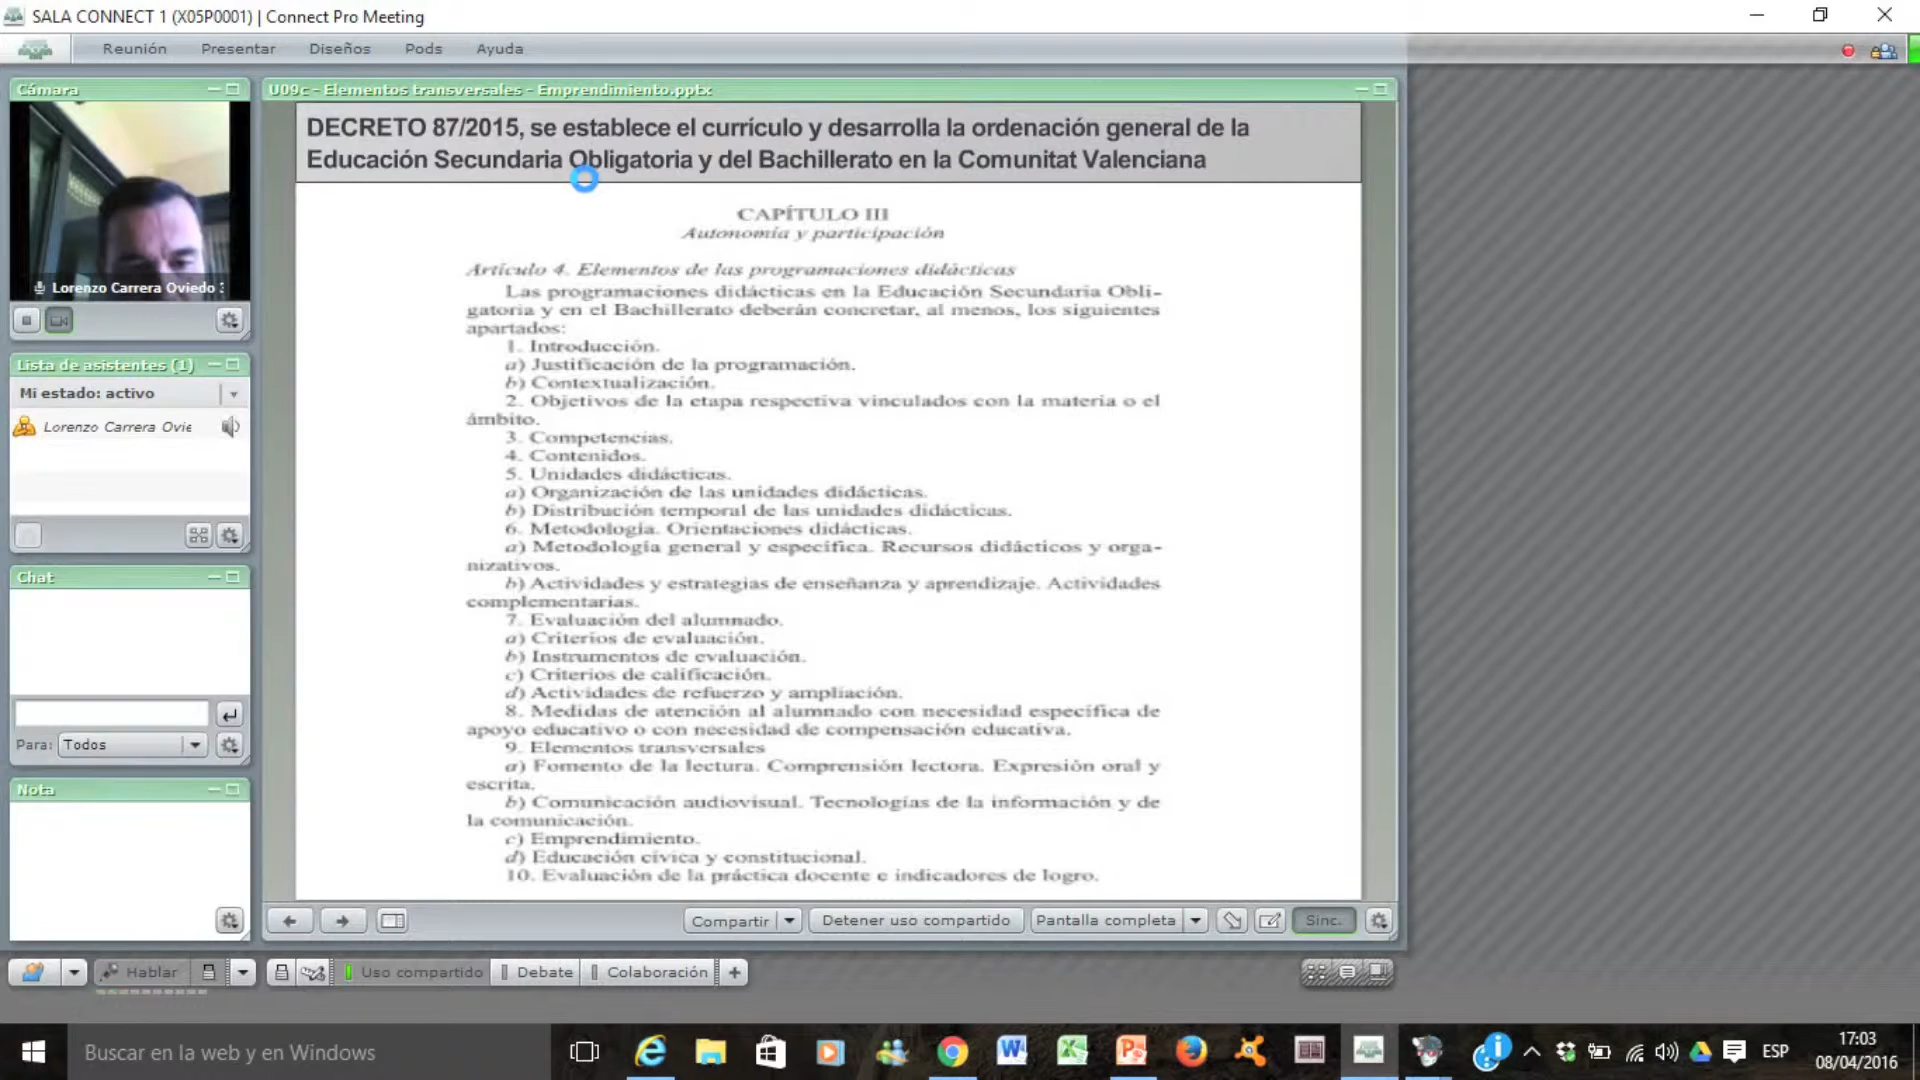 SALA CONNECT 1 (X05P0001) | Connect Pro Meeting
Reunión Presentar Diseños Pods Ayuda
Cámara
Lorenzo Carrera Oviedo
Lista de asistentes (1)
Mi estado: activo
Lorenzo Carrera Ovie
Chat
Para: Todos
Nota
U09c - Elementos transversales - Emprendimiento.pptx
DECRETO 87/2015, se establece el currículo y desarrolla la ordenación general de la
Educación Secundaria Obligatoria y del Bachillerato en la Comunitat Valenciana
CAPÍTULO III
Autonomía y participación
Artículo 4. Elementos de las programaciones didácticas
Las programaciones didácticas en la Educación Secundaria Obli-
gatoria y en el Bachillerato deberán concretar, al menos, los siguientes
apartados:
1. Introducción.
a) Justificación de la programación.
b) Contextualización.
2. Objetivos de la etapa respectiva vinculados con la materia o el
ámbito.
3. Competencias.
4. Contenidos.
5. Unidades didácticas.
a) Organización de las unidades didácticas.
b) Distribución temporal de las unidades didácticas.
6. Metodología. Orientaciones didácticas.
a) Metodología general y específica. Recursos didácticos y orga-
nizativos.
b) Actividades y estrategias de enseñanza y aprendizaje. Actividades
complementarias.
7. Evaluación del alumnado.
a) Criterios de evaluación.
b) Instrumentos de evaluación.
c) Criterios de calificación.
d) Actividades de refuerzo y ampliación.
8. Medidas de atención al alumnado con necesidad específica de
apoyo educativo o con necesidad de compensación educativa.
9. Elementos transversales
a) Fomento de la lectura. Comprensión lectora. Expresión oral y
escrita.
b) Comunicación audiovisual. Tecnologías de la información y de
la comunicación.
c) Emprendimiento.
d) Educación cívica y constitucional.
10. Evaluación de la práctica docente e indicadores de logro.
Compartir Detener uso compartido Pantalla completa Sinc.
Hablar Uso compartido Debate Colaboración +
Buscar en la web y en Windows
ESP
17:03
08/04/2016